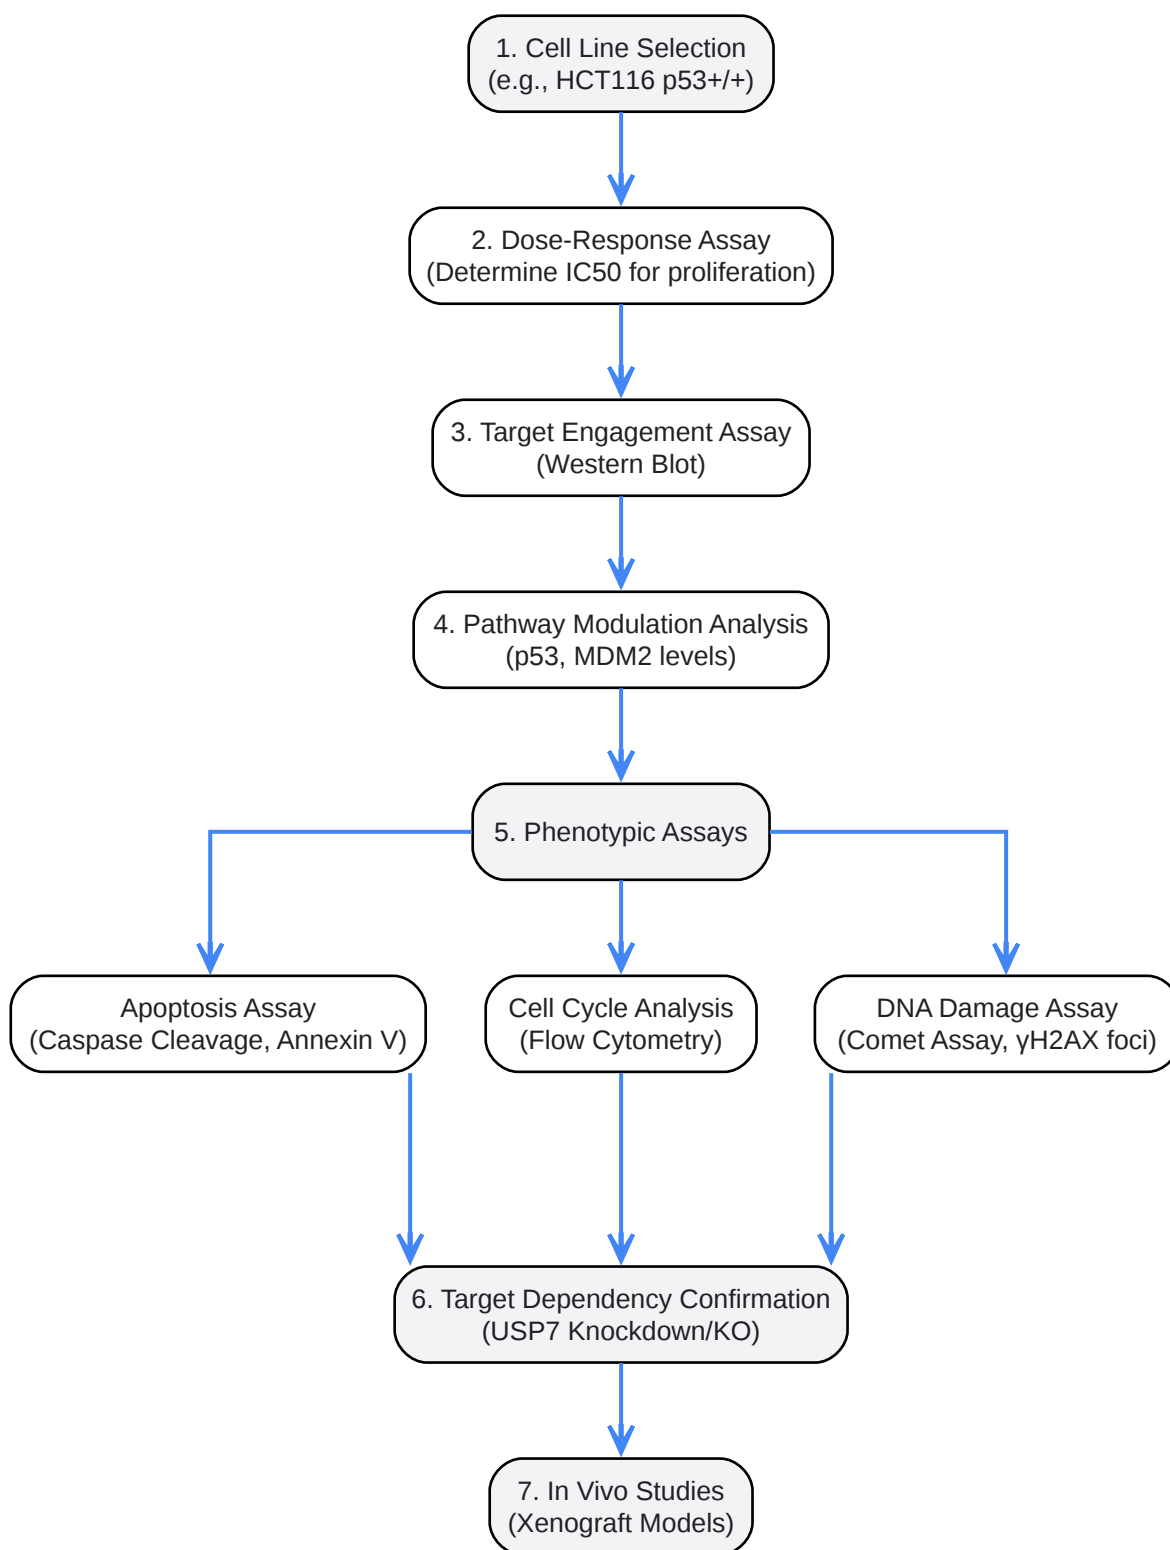 1. Cell Line Selection
(e.g., HCT116 p53+/+)
2. Dose-Response Assay
(Determine IC50 for proliferation)
3. Target Engagement Assay
(Western Blot)
4. Pathway Modulation Analysis
(p53, MDM2 levels)
5. Phenotypic Assays
Apoptosis Assay
(Caspase Cleavage, Annexin V)
Cell Cycle Analysis
(Flow Cytometry)
DNA Damage Assay
(Comet Assay, γH2AX foci)
6. Target Dependency Confirmation
(USP7 Knockdown/KO)
7. In Vivo Studies
(Xenograft Models)